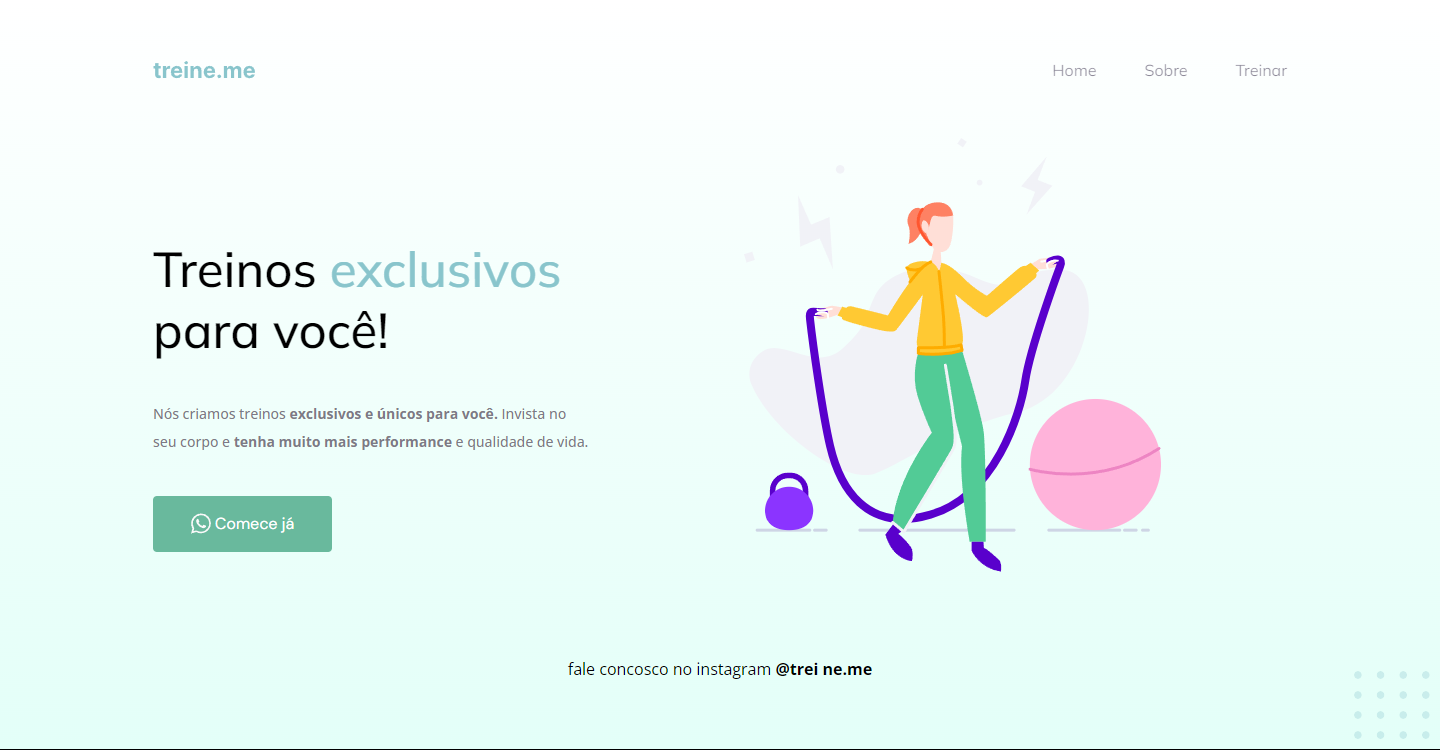 treine.me
Home
Sobre
Treinar
Treinos exclusivos
para você!
Nós criamos treinos exclusivos e únicos para você. Invista no
seu corpo e tenha muito mais performance e qualidade de vida.
Comece já
fale concosco no instagram @trei ne.me